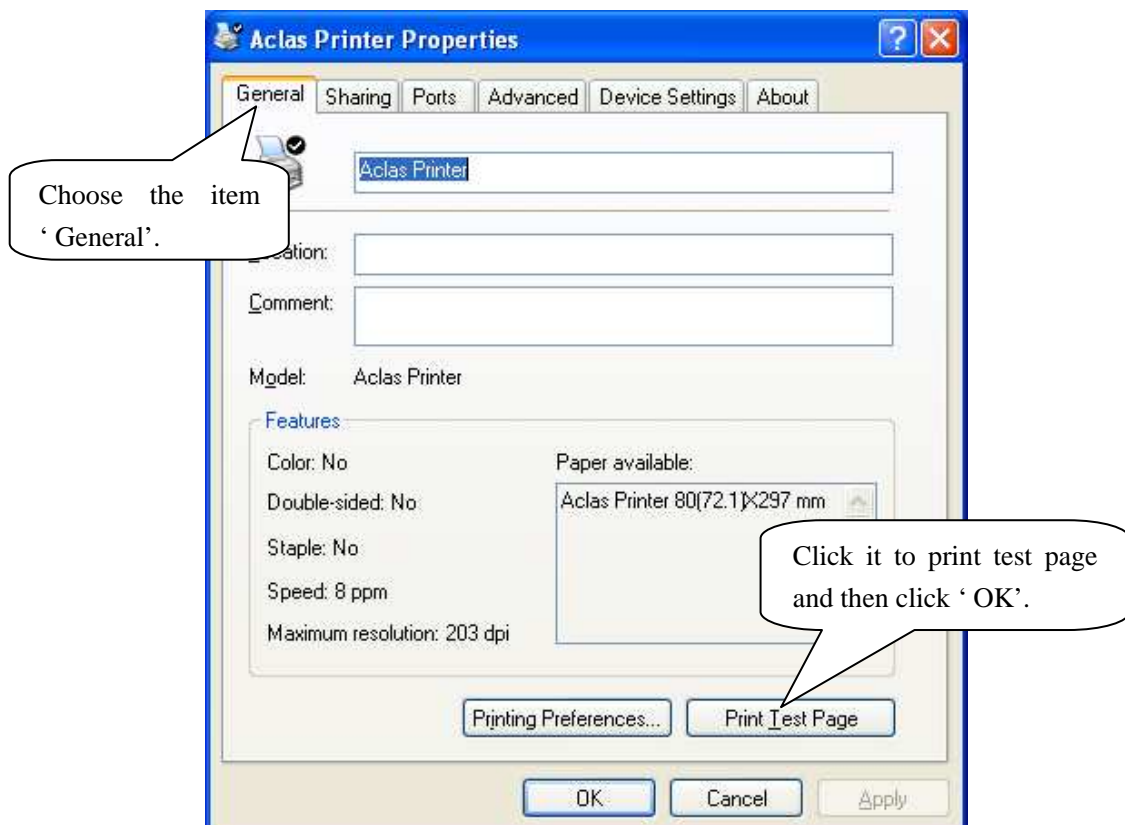 Aclas Printer Properties
General Sharing Ports Advanced Device Settings About
Aclas Printer
Choose the item
‘ General’.
Location:
Comment:
Model: Aclas Printer
Features
Color: No
Paper available:
Double-sided: No
Aclas Printer 80(72.1)X297 mm
Staple: No
Speed: 8 ppm
Maximum resolution: 203 dpi
Click it to print test page
and then click ‘ OK’.
Printing Preferences...
Print Test Page
OK
Cancel
Apply